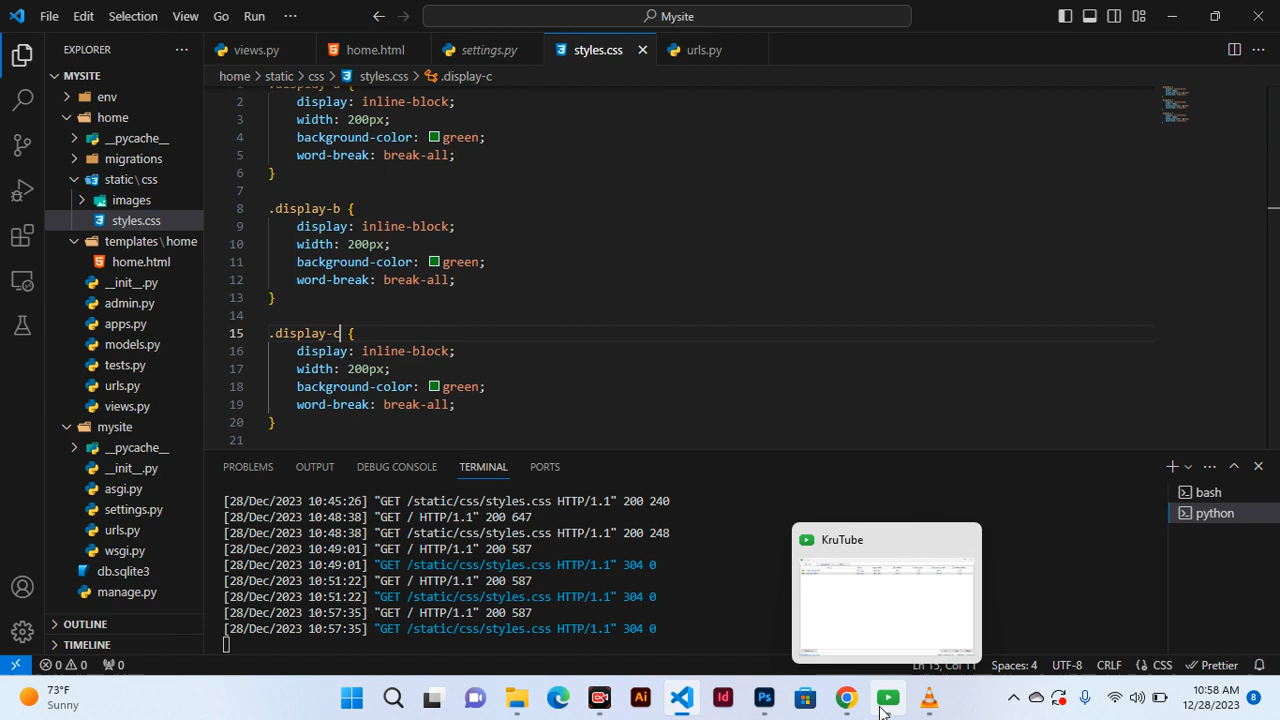 File Edit Selection View Go Run ··· Mysite
EXPLORER ···
views.py home.html settings.py styles.css urls.py
home > static > css > styles.css > .display-c
MYSITE
env
home
__pycache__
migrations
static\css
images
styles.css
templates\home
home.html
__init__.py
admin.py
apps.py
models.py
tests.py
urls.py
views.py
mysite
__pycache__
__init__.py
asgi.py
settings.py
urls.py
wsgi.py
db.sqlite3
manage.py
OUTLINE
TIMELINE
2 display: inline-block;
3 width: 200px;
4 background-color: green;
5 word-break: break-all;
6 }
7
8 .display-b {
9 display: inline-block;
10 width: 200px;
11 background-color: green;
12 word-break: break-all;
13 }
14
15 .display-c {
16 display: inline-block;
17 width: 200px;
18 background-color: green;
19 word-break: break-all;
20 }
21
PROBLEMS OUTPUT DEBUG CONSOLE TERMINAL PORTS
[28/Dec/2023 10:45:26] "GET /static/css/styles.css HTTP/1.1" 200 240
[28/Dec/2023 10:48:38] "GET / HTTP/1.1" 200 647
[28/Dec/2023 10:48:38] "GET /static/css/styles.css HTTP/1.1" 200 248
[28/Dec/2023 10:49:01] "GET / HTTP/1.1" 200 587
[28/Dec/2023 10:49:01] "GET /static/css/styles.css HTTP/1.1" 304 0
[28/Dec/2023 10:51:22] "GET / HTTP/1.1" 200 587
[28/Dec/2023 10:51:22] "GET /static/css/styles.css HTTP/1.1" 304 0
[28/Dec/2023 10:57:35] "GET / HTTP/1.1" 200 587
[28/Dec/2023 10:57:35] "GET /static/css/styles.css HTTP/1.1" 304 0
bash
python
KruTube
0 0 0 Ln 15, Col 11 Spaces: 4 UTF-8 CRLF CSS Prettier
73°F
Sunny
Ai Id Ps
10:58 AM
12/28/2023
8